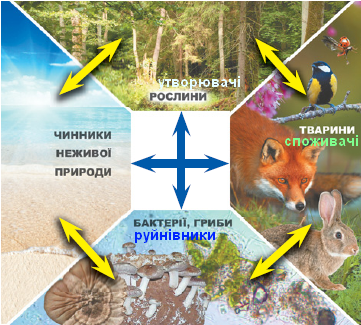 утворювачі
РОСЛИНИ
ЧИННИКИ
НЕЖИВОЇ
ПРИРОДИ
ТВАРИНИ
споживачі
БАКТЕРІЇ, ГРИБИ
руйнівники